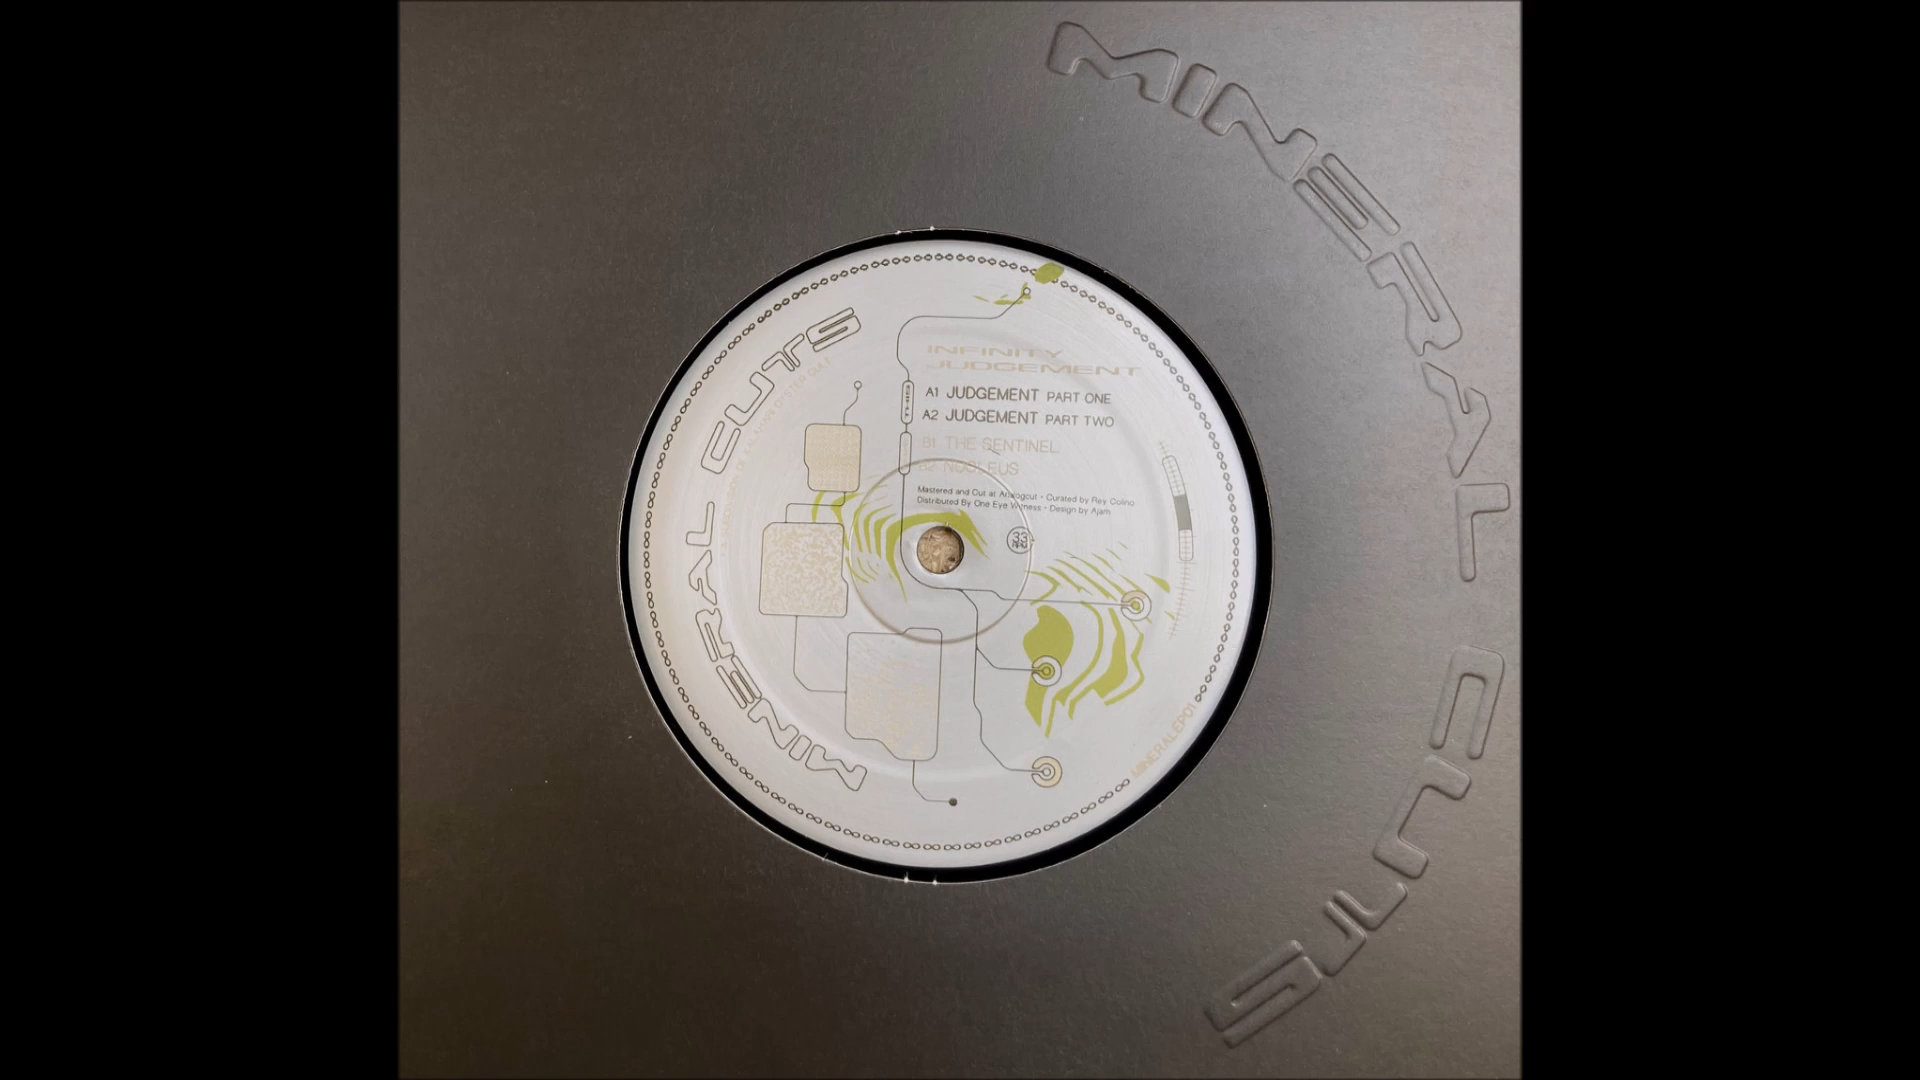 MINERAL CUTS
MINERAL CUTS
INFINITY
JUDGEMENT
THIS
A1 JUDGEMENT PART ONE
A2 JUDGEMENT PART TWO
B1 THE SENTINEL
B2 NUCLEUS
Mastered and Cut at Analogcut - Curated by Rey Colino
Distributed By One Eye Witness - Design by Ajam
33
MINERALEP01